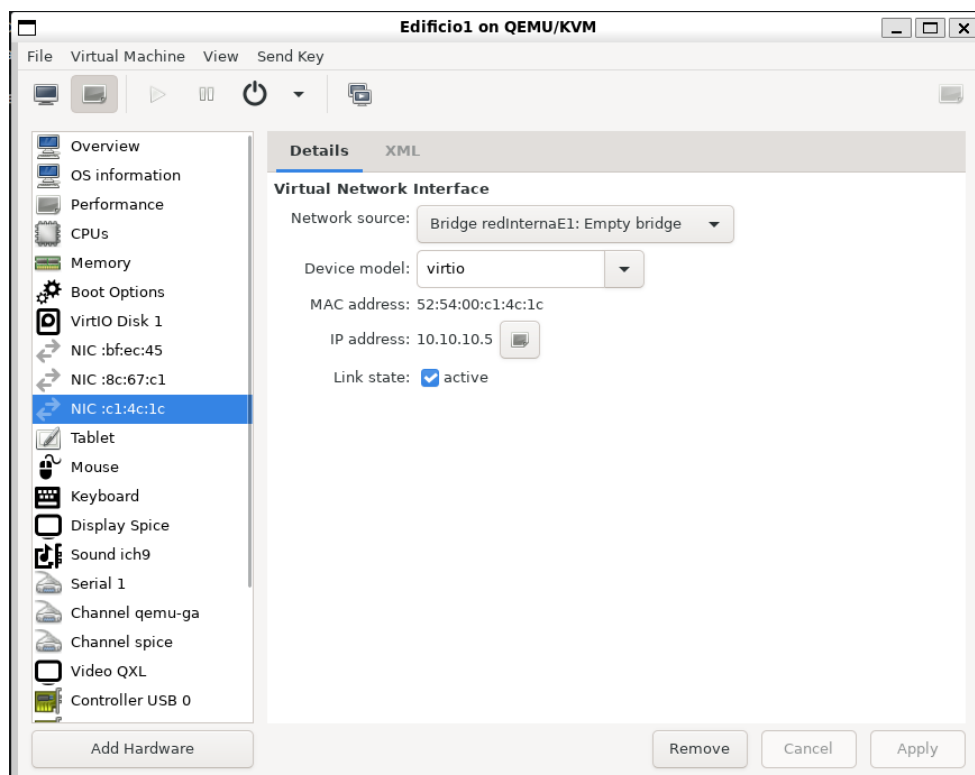 Edificio1 on QEMU/KVM
File Virtual Machine View Send Key
Overview
OS information
Performance
CPUs
Memory
Boot Options
VirtIO Disk 1
NIC :bf:ec:45
NIC :8c:67:c1
NIC :c1:4c:1c
Tablet
Mouse
Keyboard
Display Spice
Sound ich9
Serial 1
Channel qemu-ga
Channel spice
Video QXL
Controller USB 0
Add Hardware
Details XML
Virtual Network Interface
Network source: Bridge redInternaE1: Empty bridge
Device model: virtio
MAC address: 52:54:00:c1:4c:1c
IP address: 10.10.10.5
Link state: active
Remove Cancel Apply